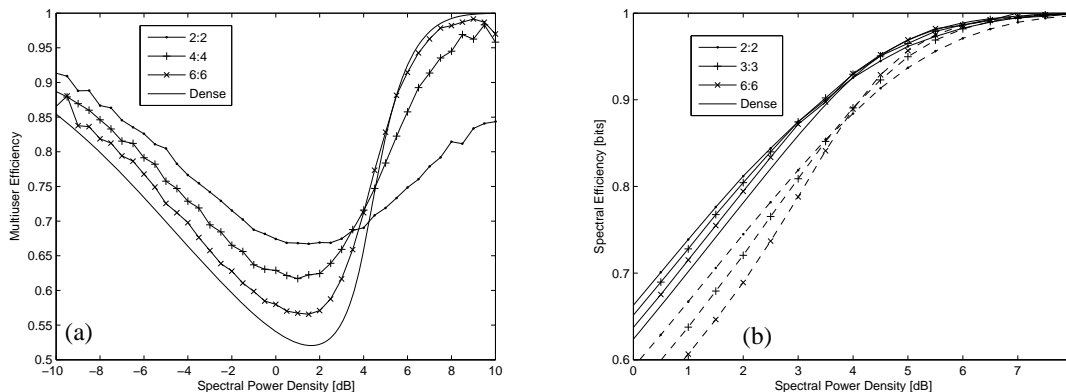 1
0.95
0.9
0.85
0.8
0.75
0.7
0.65
0.6
0.55
0.5
Multiuser Efficiency
2:2
4:4
6:6
Dense
(a)
−10 −8 −6 −4 −2 0 2 4 6 8 10
Spectral Power Density [dB]
1
0.9
0.8
0.7
0.6
Spectral Efficiency [bits]
2:2
3:3
6:6
Dense
(b)
0 1 2 3 4 5 6 7
Spectral Power Density [dB]